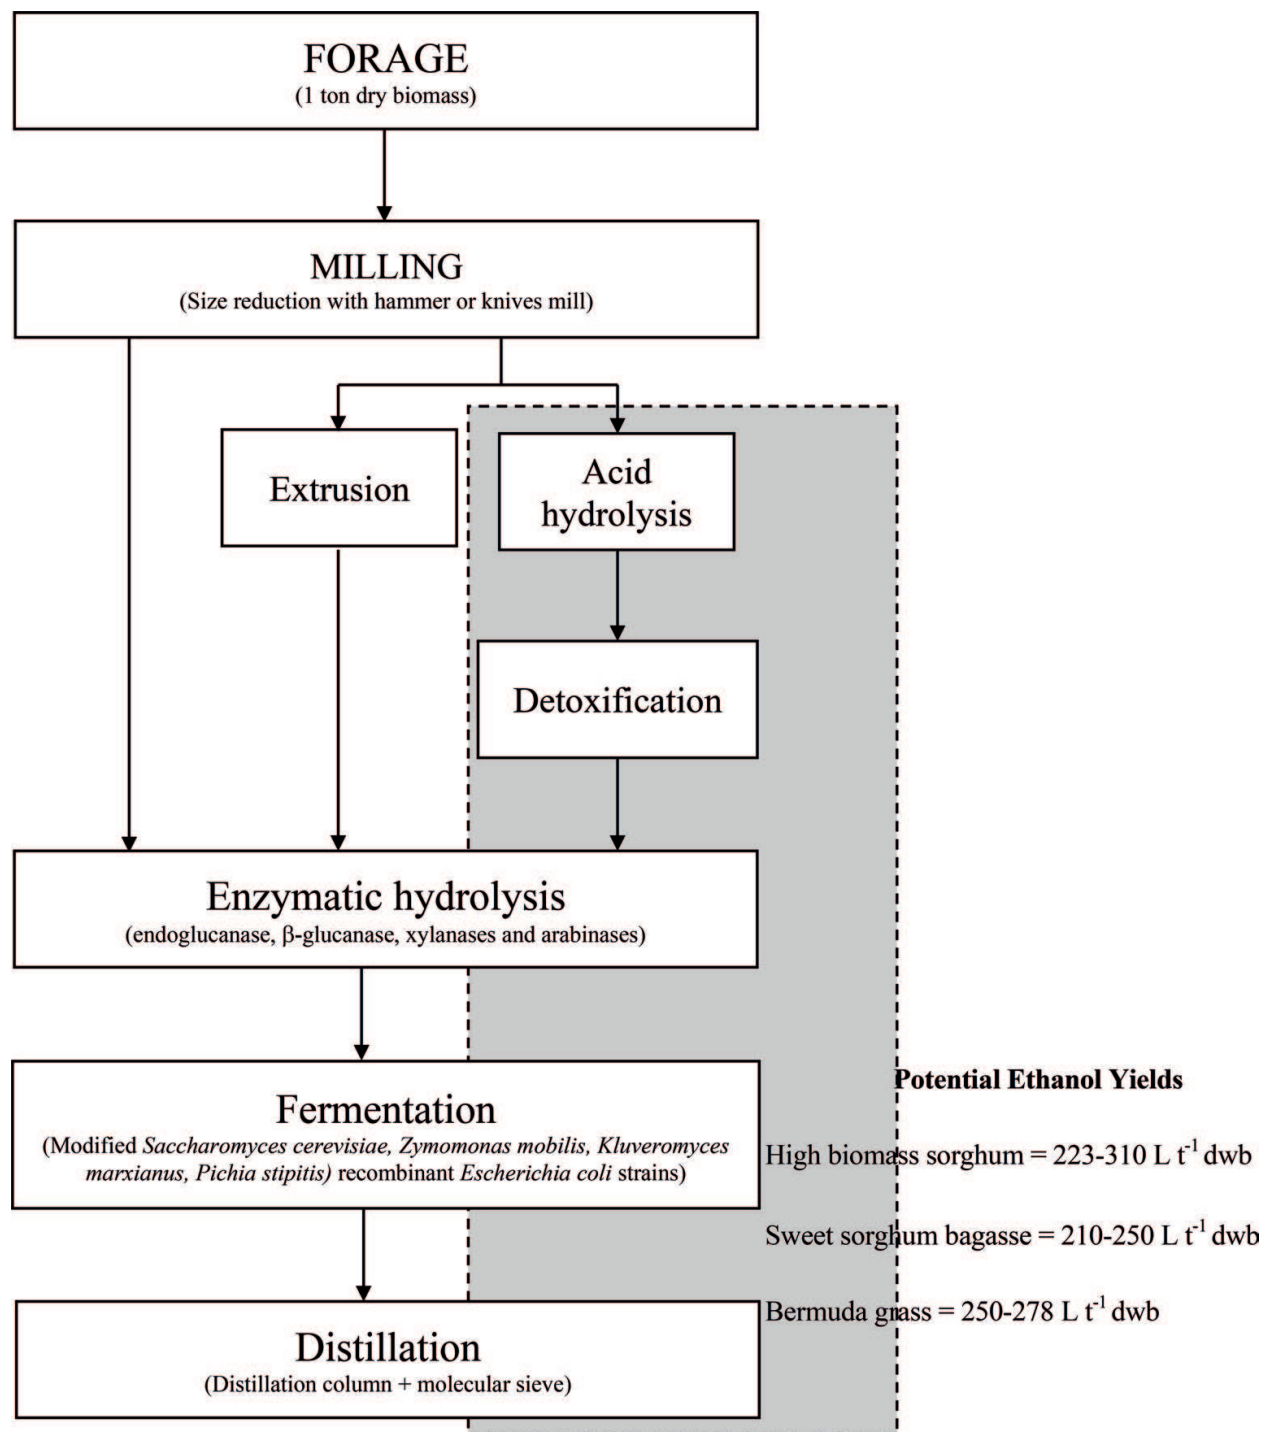 FORAGE
(1 ton dry biomass)
MILLING
(Size reduction with hammer or knives mill)
Extrusion
Acid
hydrolysis
Detoxification
Enzymatic hydrolysis
(endoglucanase, β-glucanase, xylanases and arabinases)
Fermentation
(Modified Saccharomyces cerevisiae, Zymomonas mobilis, Kluveromyces
marxianus, Pichia stipitis) recombinant Escherichia coli strains)
Distillation
(Distillation column + molecular sieve)
Potential Ethanol Yields
High biomass sorghum = 223-310 L t⁻¹ dwb
Sweet sorghum bagasse = 210-250 L t⁻¹ dwb
Bermuda grass = 250-278 L t⁻¹ dwb